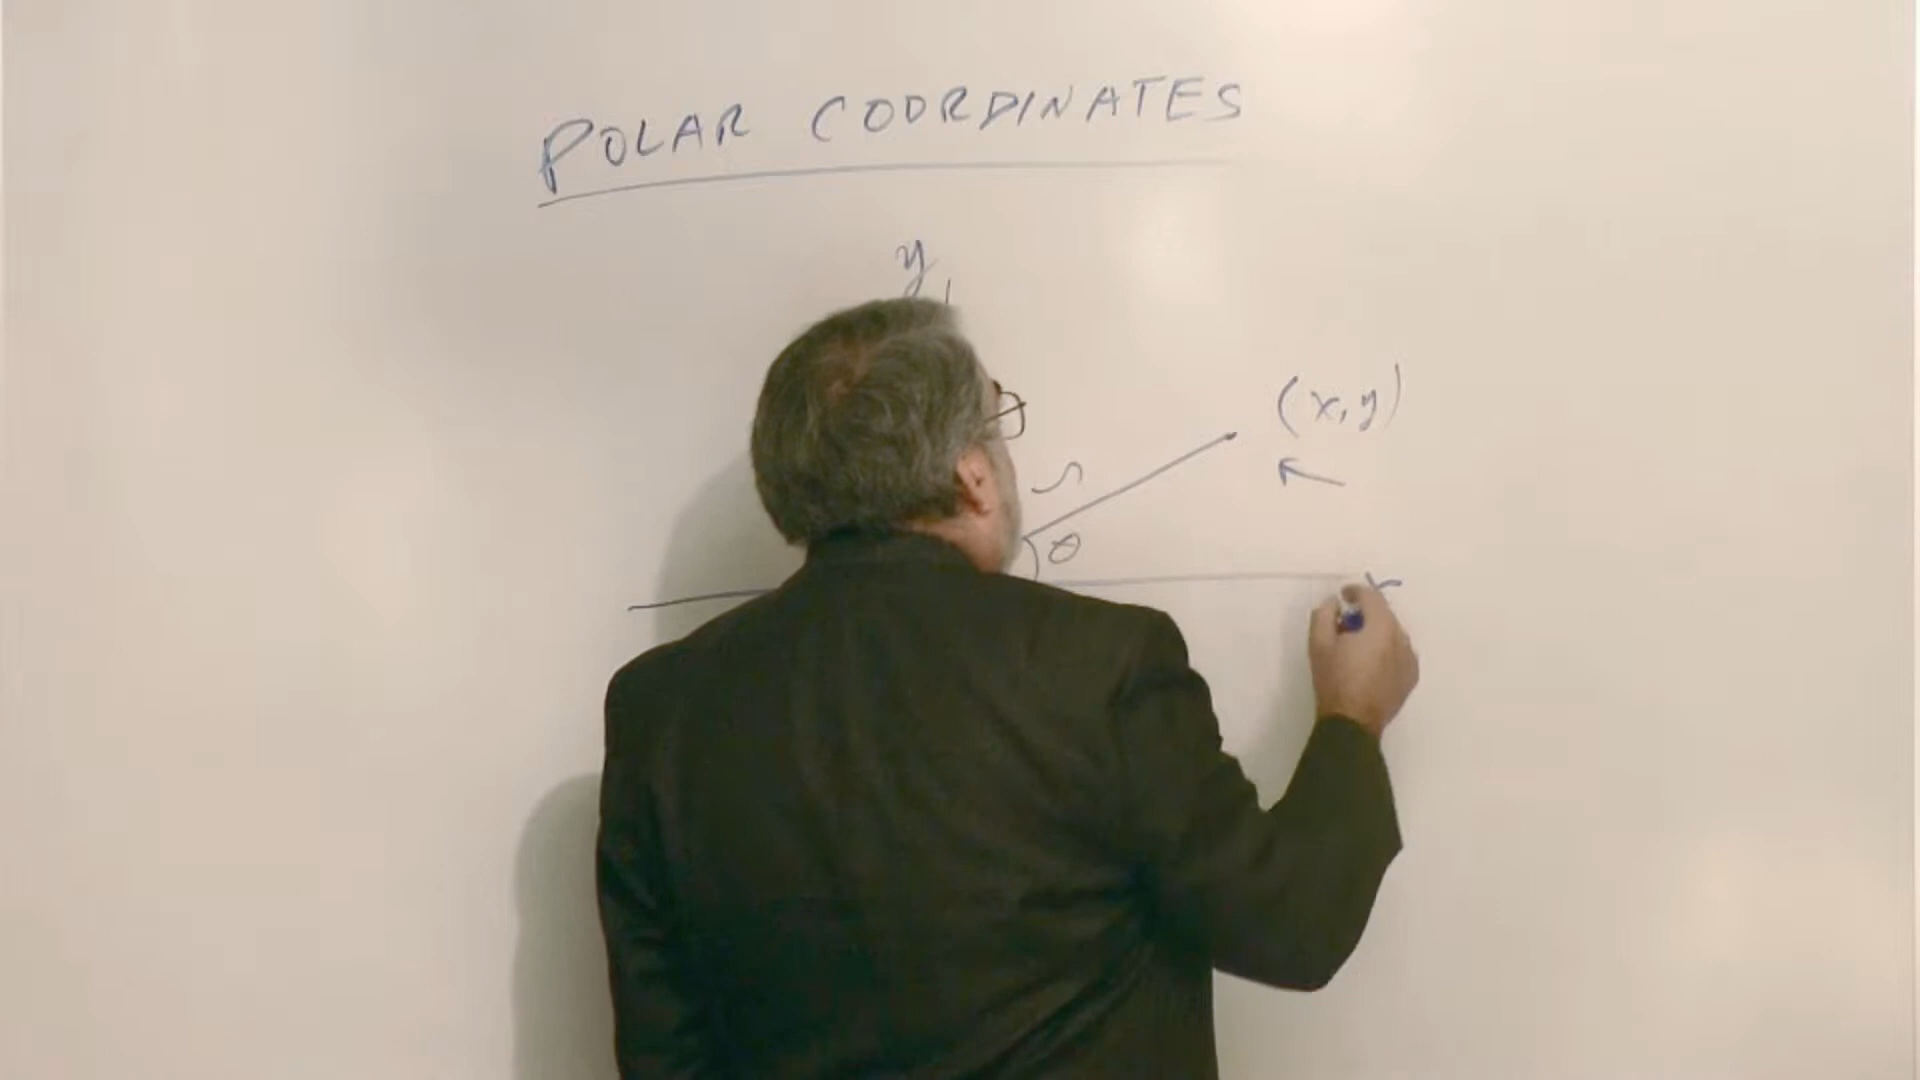 POLAR COORDINATES
y
(x, y)
r
θ
x